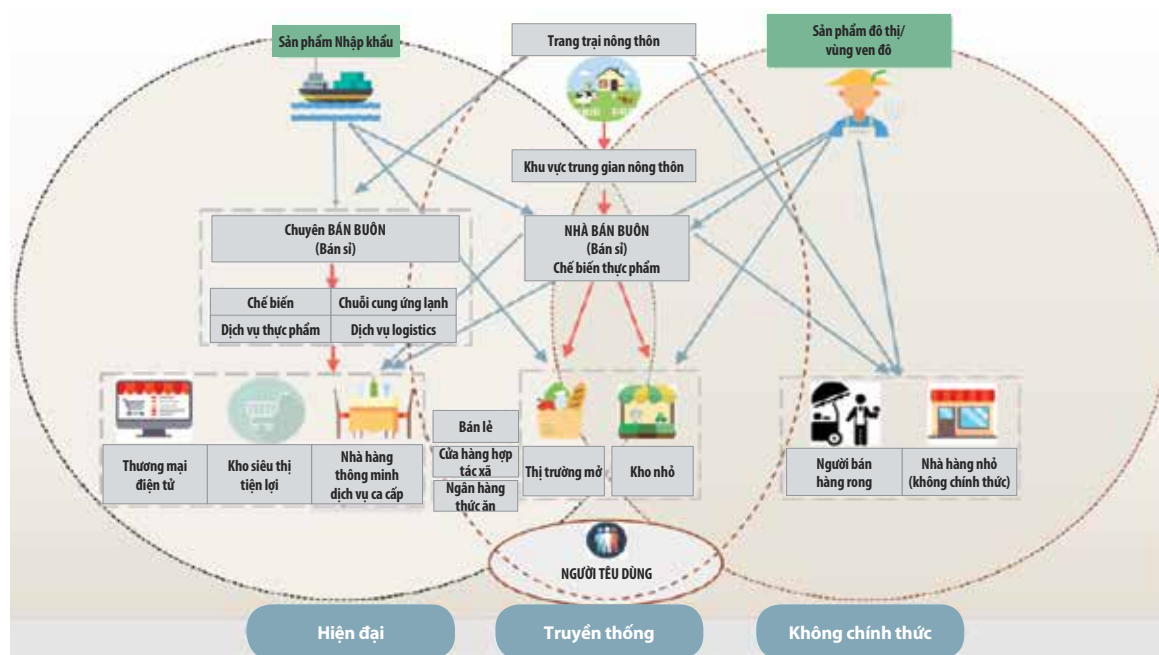 Sản phẩm Nhập khẩu
Trang trại nông thôn
Sản phẩm đô thị/
vùng ven đô
Khu vực trung gian nông thôn
Chuyên BÁN BUÔN
(Bán sỉ)
NHÀ BÁN BUÔN
(Bán sỉ)
Chế biến thực phẩm
Chế biến
Chuỗi cung ứng lạnh
Dịch vụ thực phẩm
Dịch vụ logistics
Thương mại
điện tử
Kho siêu thị
tiện lợi
Nhà hàng
thông minh
dịch vụ ca cấp
Bán lẻ
Cửa hàng hợp
tác xã
Ngân hàng
thức ăn
Thị trường mở
Kho nhỏ
Người bán
hàng rong
Nhà hàng nhỏ
(không chính thức)
NGƯỜI TÊU DÙNG
Hiện đại
Truyền thống
Không chính thức